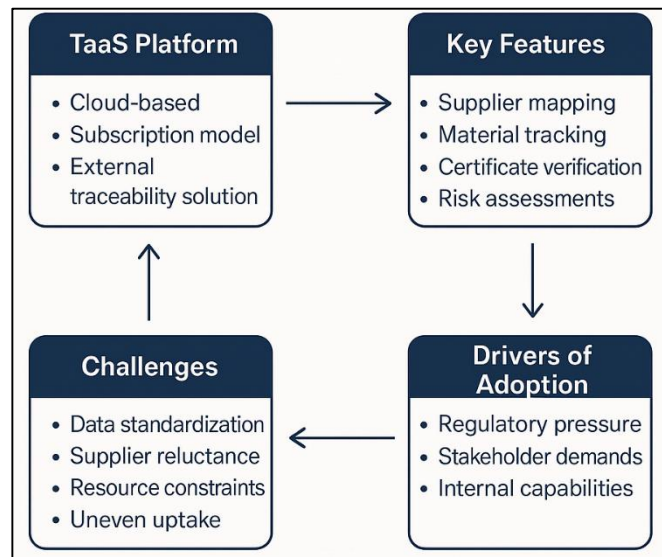 TaaS Platform
• Cloud-based
• Subscription model
• External
traceability solution
Key Features
• Supplier mapping
• Material tracking
• Certificate verification
• Risk assessments
Challenges
• Data standardization
• Supplier reluctance
• Resource constraints
• Uneven uptake
Drivers of
Adoption
• Regulatory pressure
• Stakeholder demands
• Internal capabilities